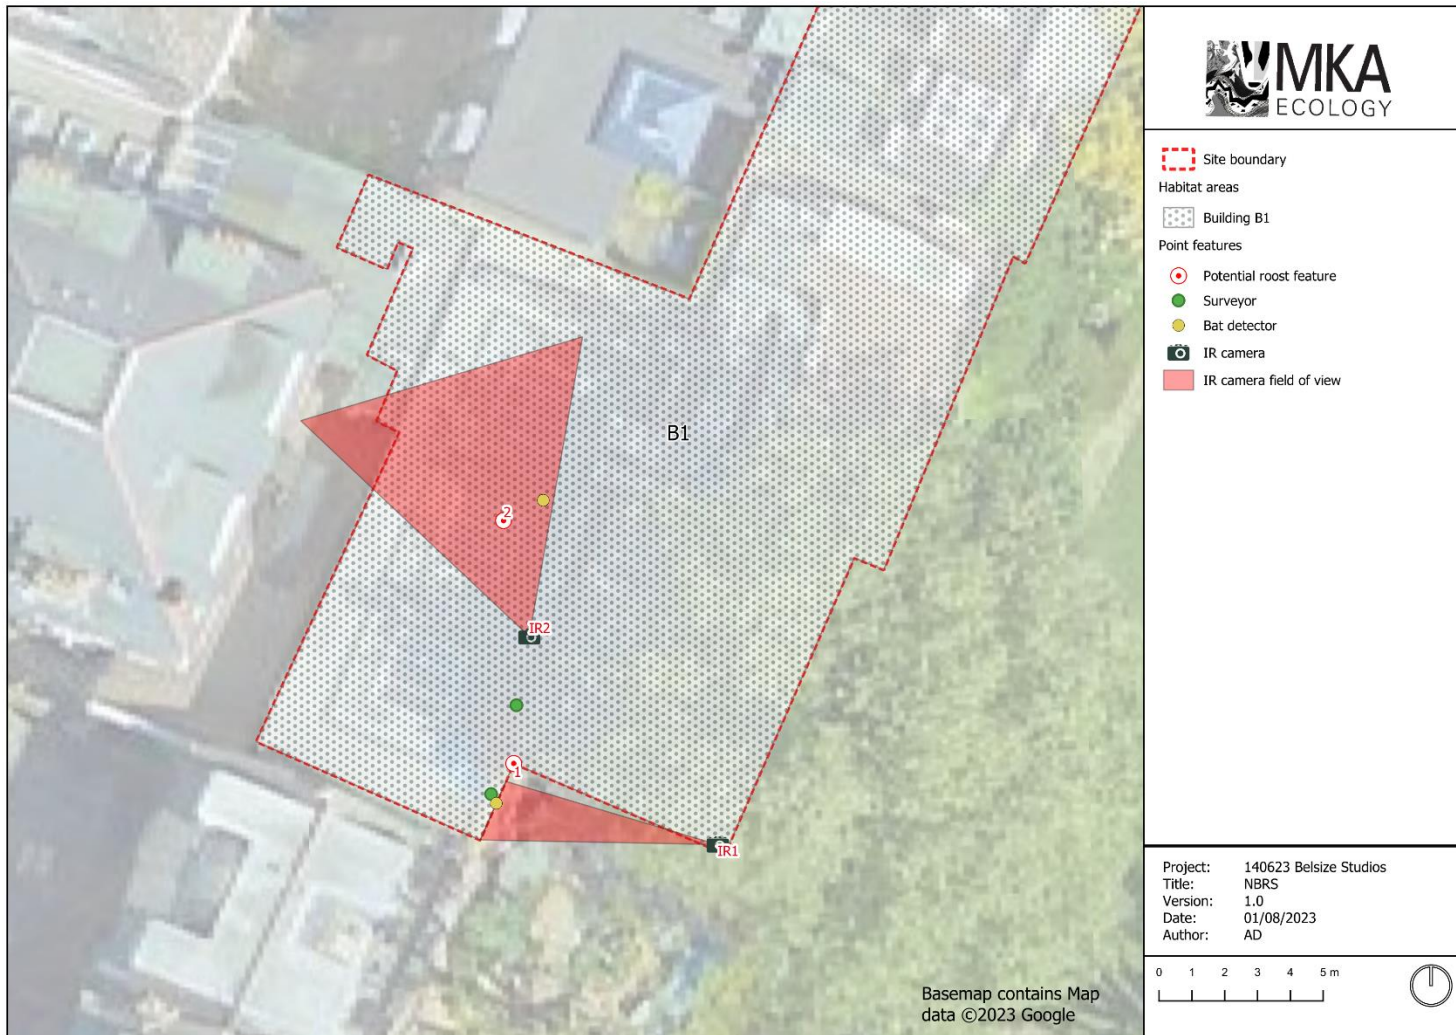 MKA
ECOLOGY
Site boundary
Habitat areas
Building B1
Point features
Potential roost feature
Surveyor
Bat detector
IR camera
IR camera field of view
B1
2
IR2
1
IR1
Project: 140623 Belsize Studios
Title: NBRS
Version: 1.0
Date: 01/08/2023
Author: AD
0 1 2 3 4 5 m
Basemap contains Map
data ©2023 Google